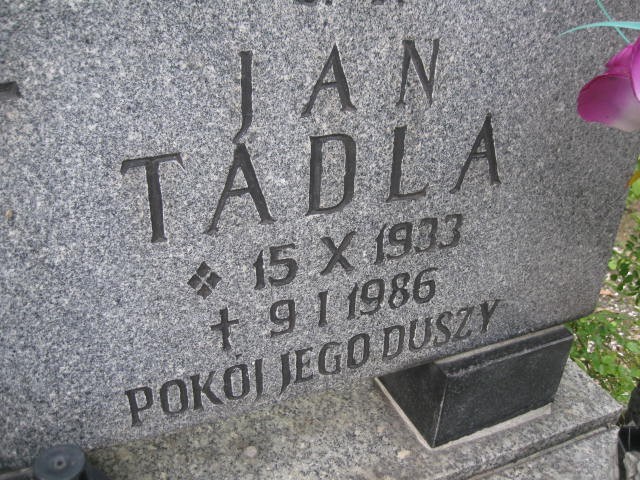 JAN
TADLA
❖ 15 X 1933
✝ 9 I 1986
POKÓJ JEGO DUSZY